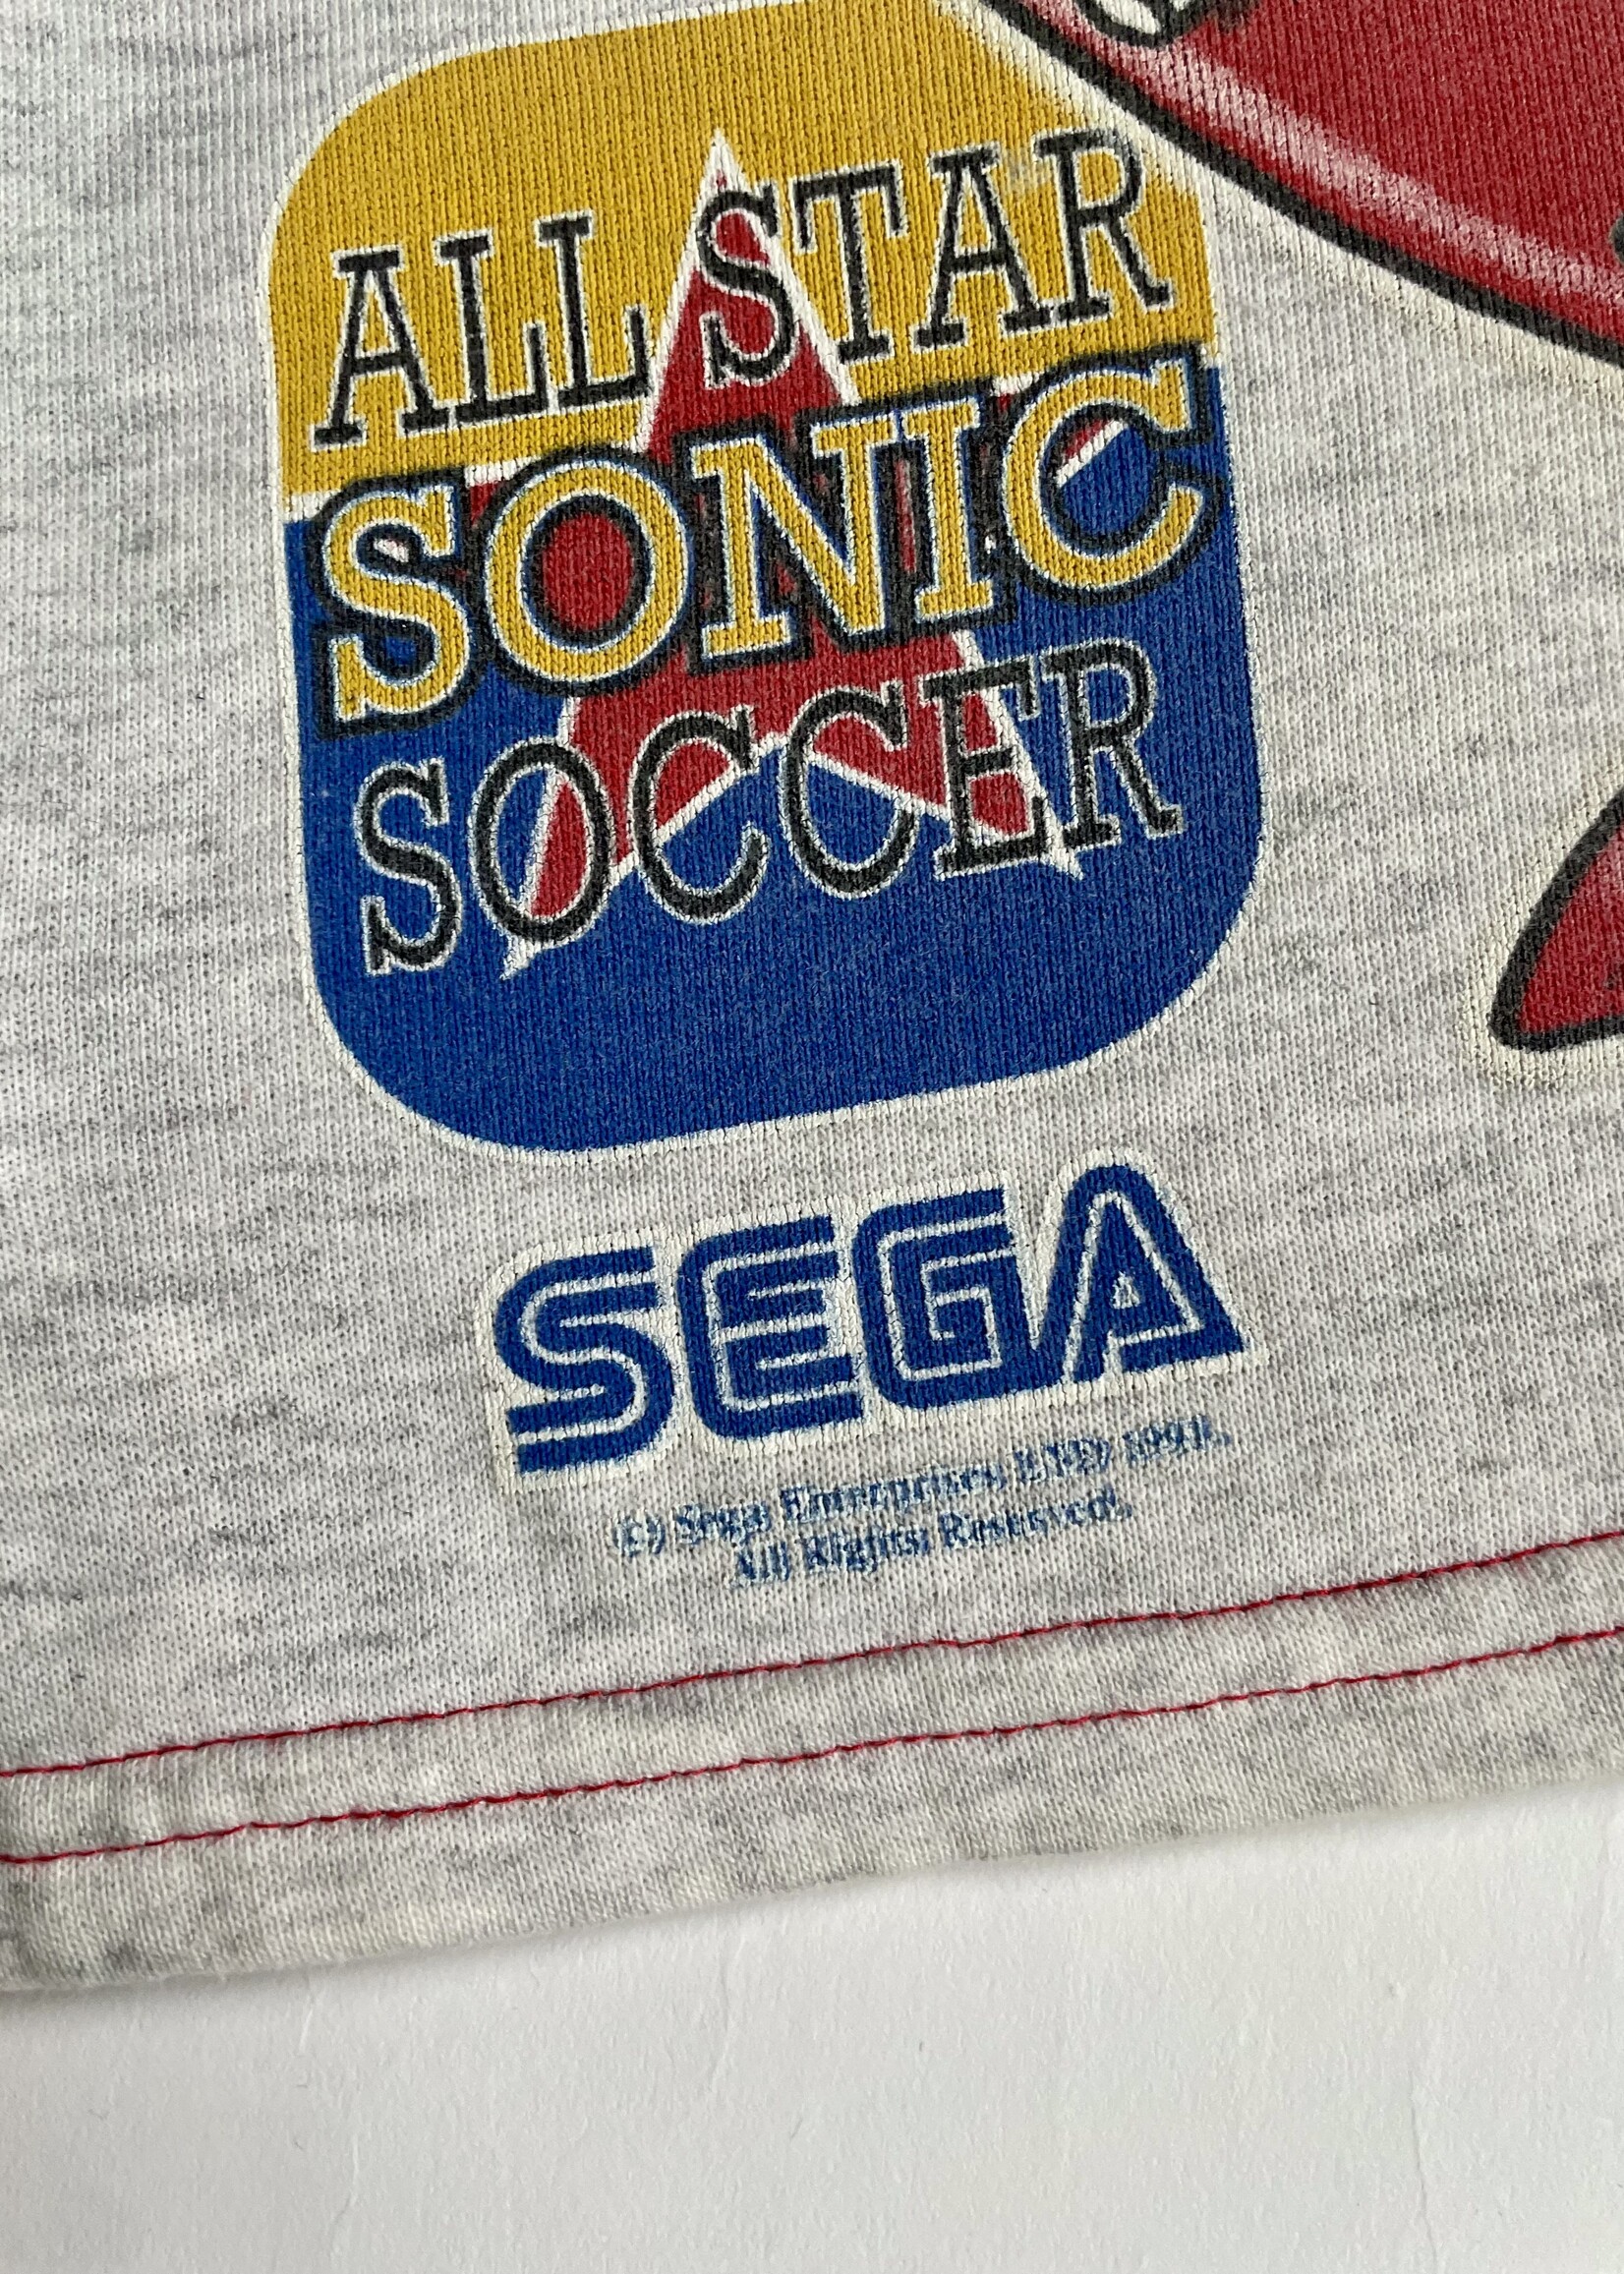 ALL STAR
SONIC
SOCCER
SEGA
(c) Sega Enterprises LTD
All Rights Reserved.